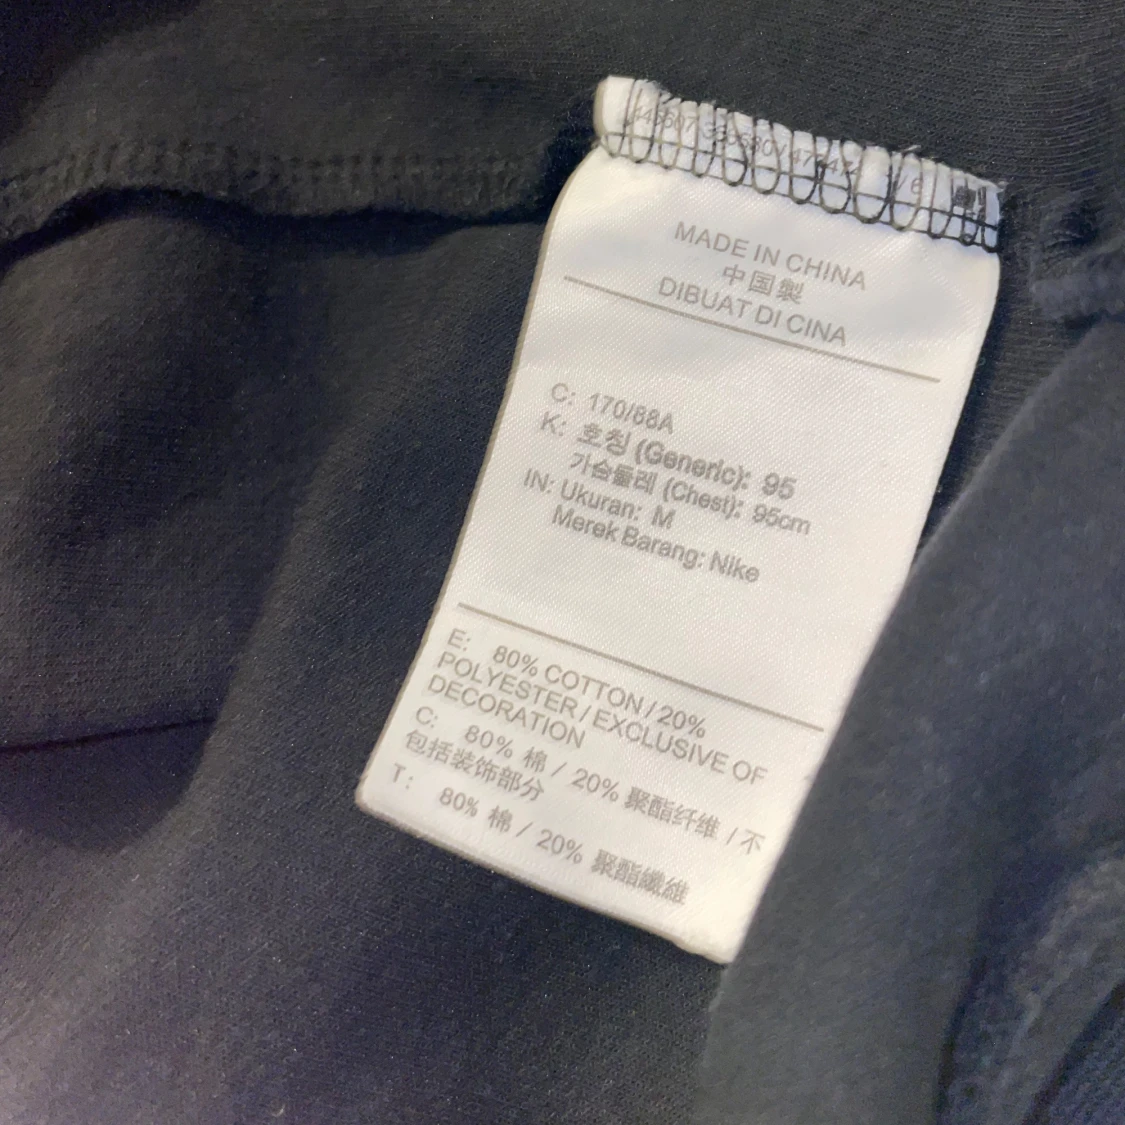 MADE IN CHINA
中国製
DIBUAT DI CINA
C: 170/88A
K: 호칭 (Generic): 95
가슴둘레 (Chest): 95cm
IN: Ukuran: M
Merek Barang: Nike
E: 80% COTTON / 20%
POLYESTER / EXCLUSIVE OF
DECORATION
C: 80% 棉 / 20% 聚酯纤维 / 不
包括装饰部分
T: 80% 棉 / 20% 聚酯纖維